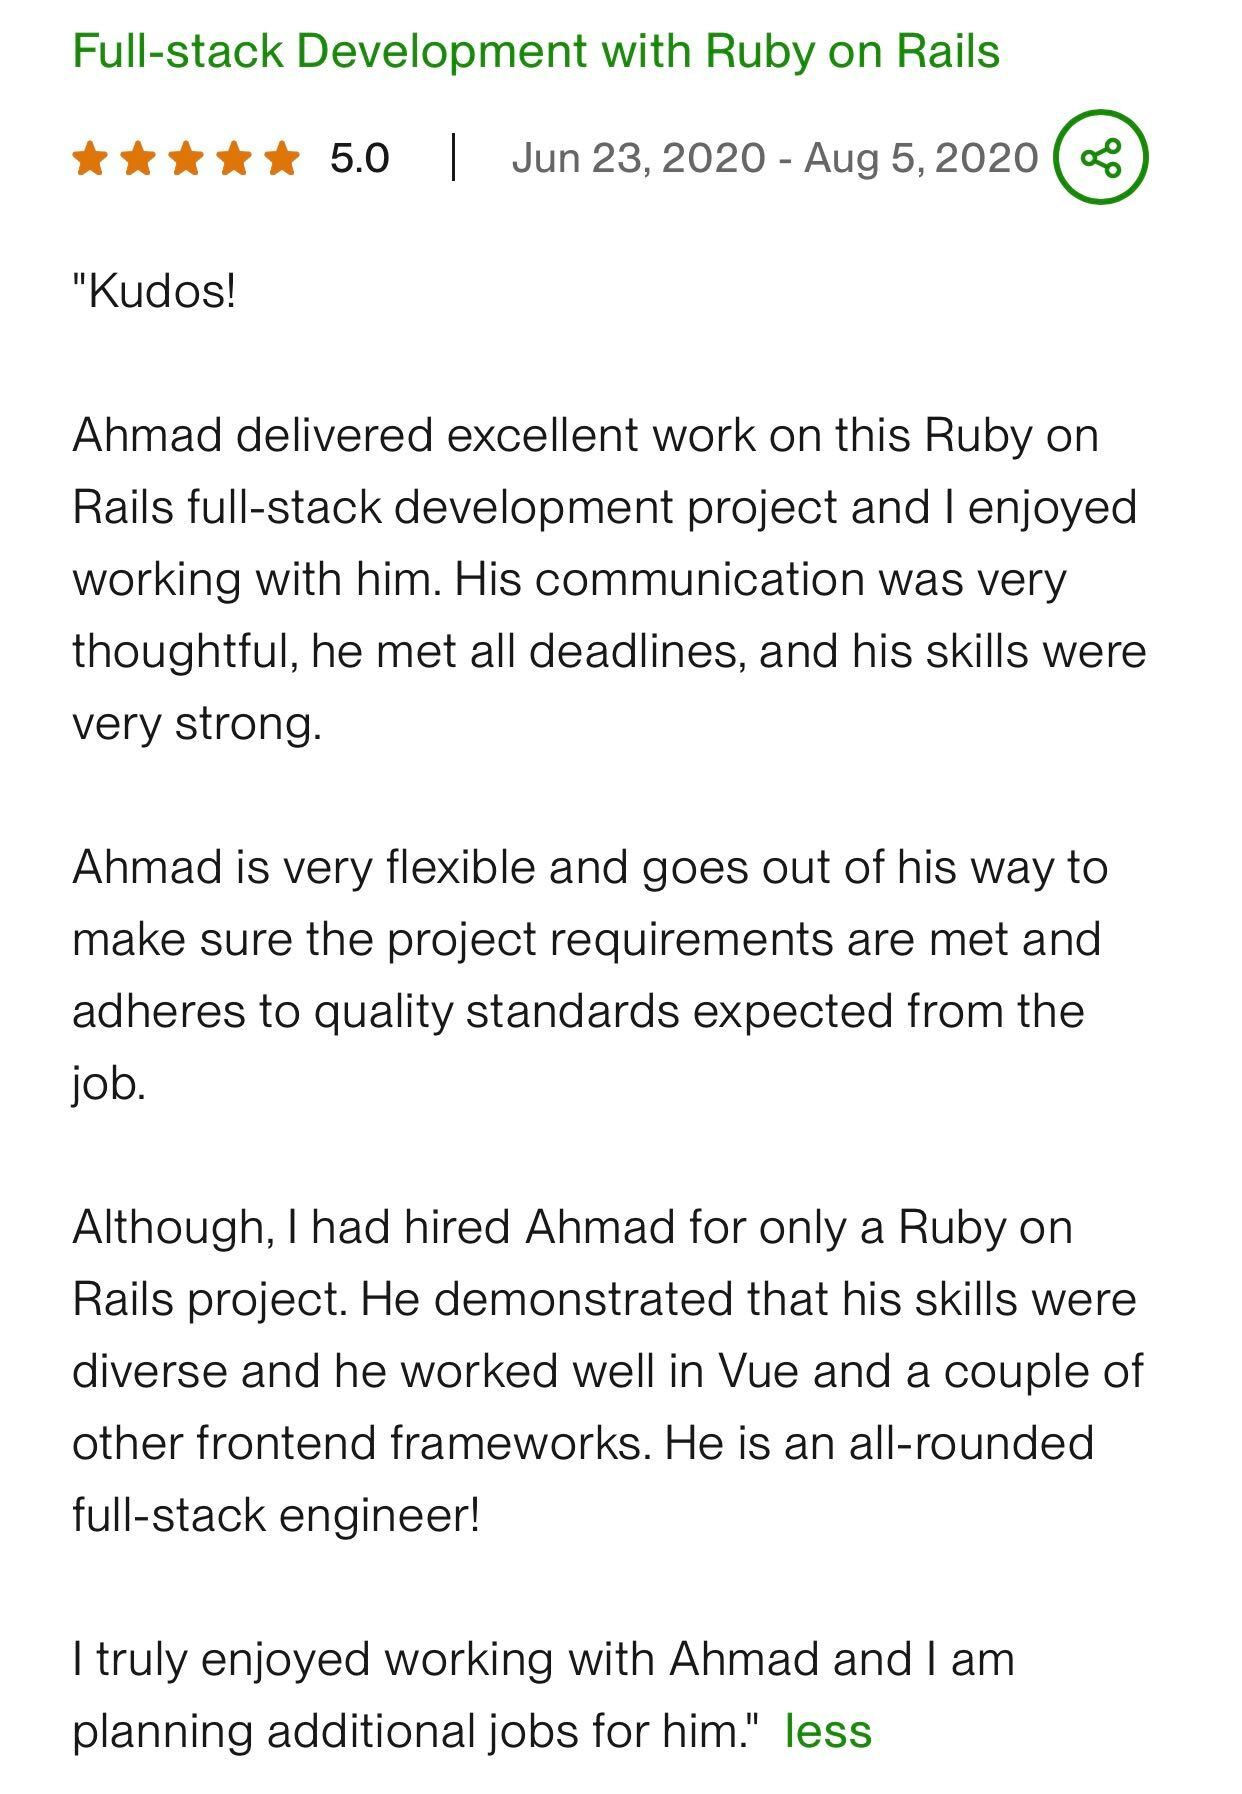 Full-stack Development with Ruby on Rails
5.0 | Jun 23, 2020 - Aug 5, 2020
"Kudos!
Ahmad delivered excellent work on this Ruby on
Rails full-stack development project and I enjoyed
working with him. His communication was very
thoughtful, he met all deadlines, and his skills were
very strong.
Ahmad is very flexible and goes out of his way to
make sure the project requirements are met and
adheres to quality standards expected from the
job.
Although, I had hired Ahmad for only a Ruby on
Rails project. He demonstrated that his skills were
diverse and he worked well in Vue and a couple of
other frontend frameworks. He is an all-rounded
full-stack engineer!
I truly enjoyed working with Ahmad and I am
planning additional jobs for him." less